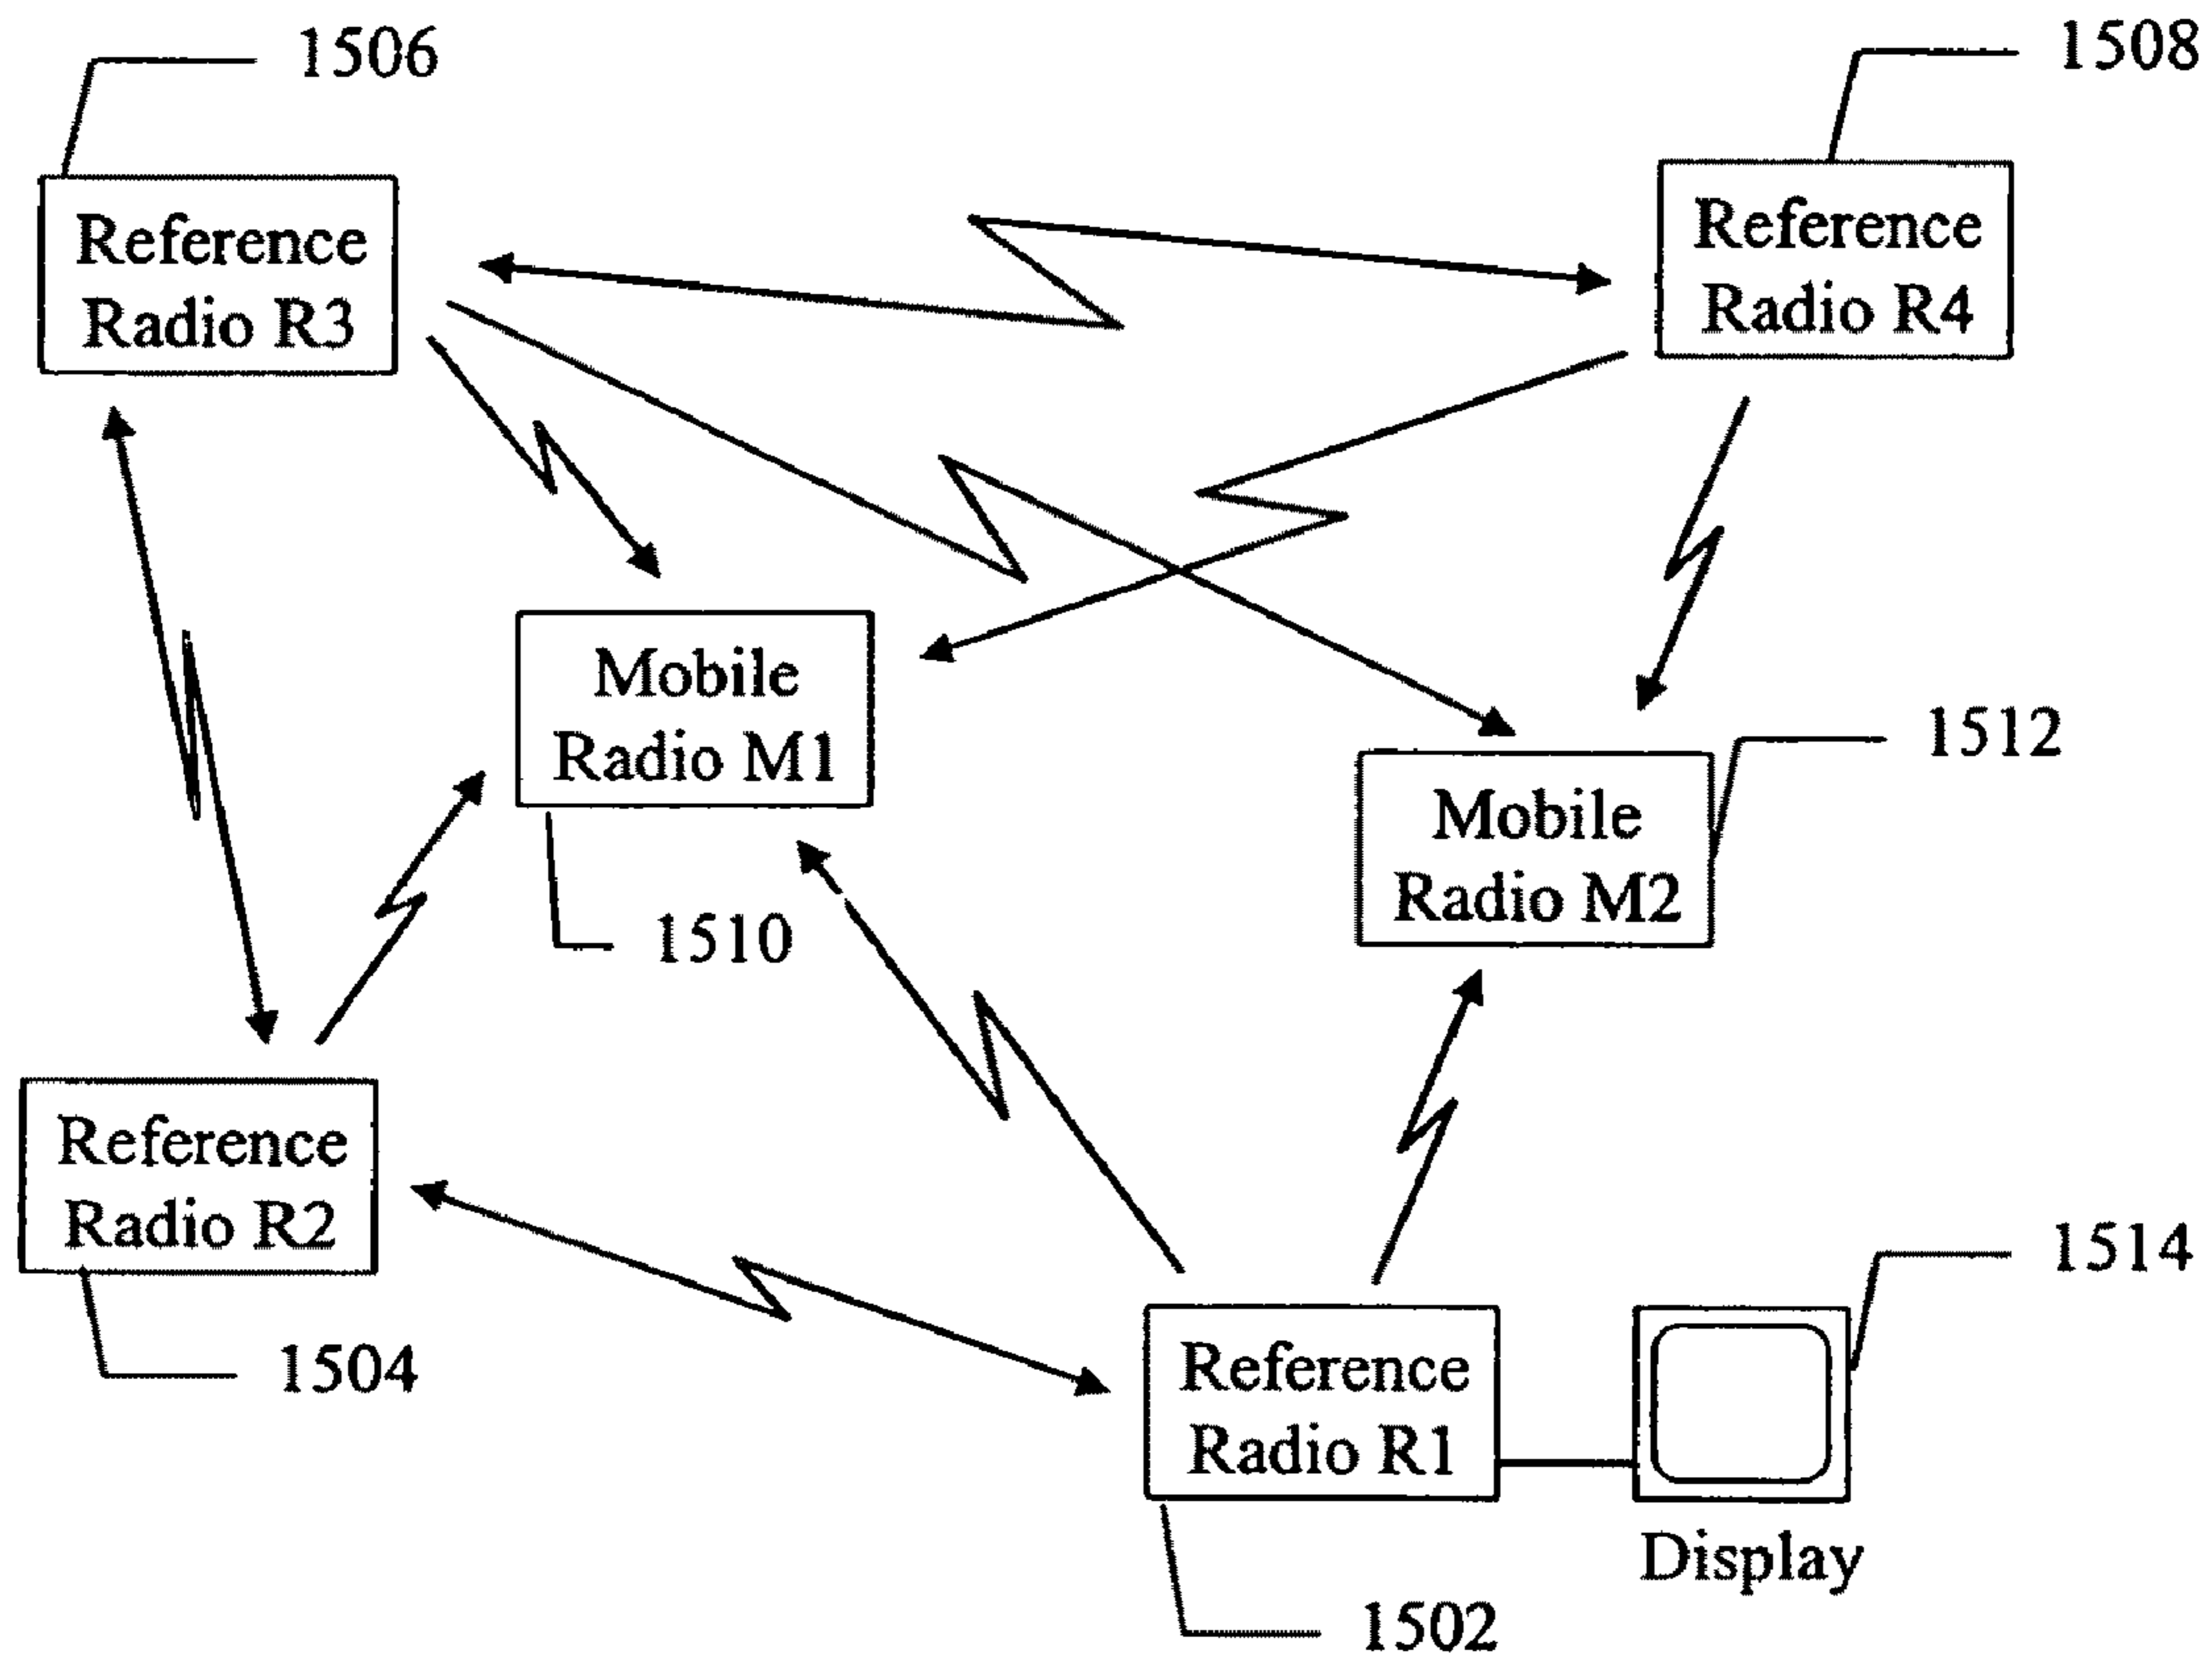 1506
1508
Reference
Radio R3
Reference
Radio R4
Mobile
Radio M1
1512
Mobile
Radio M2
1510
Reference
Radio R2
1514
1504
Reference
Radio R1
Display
1502